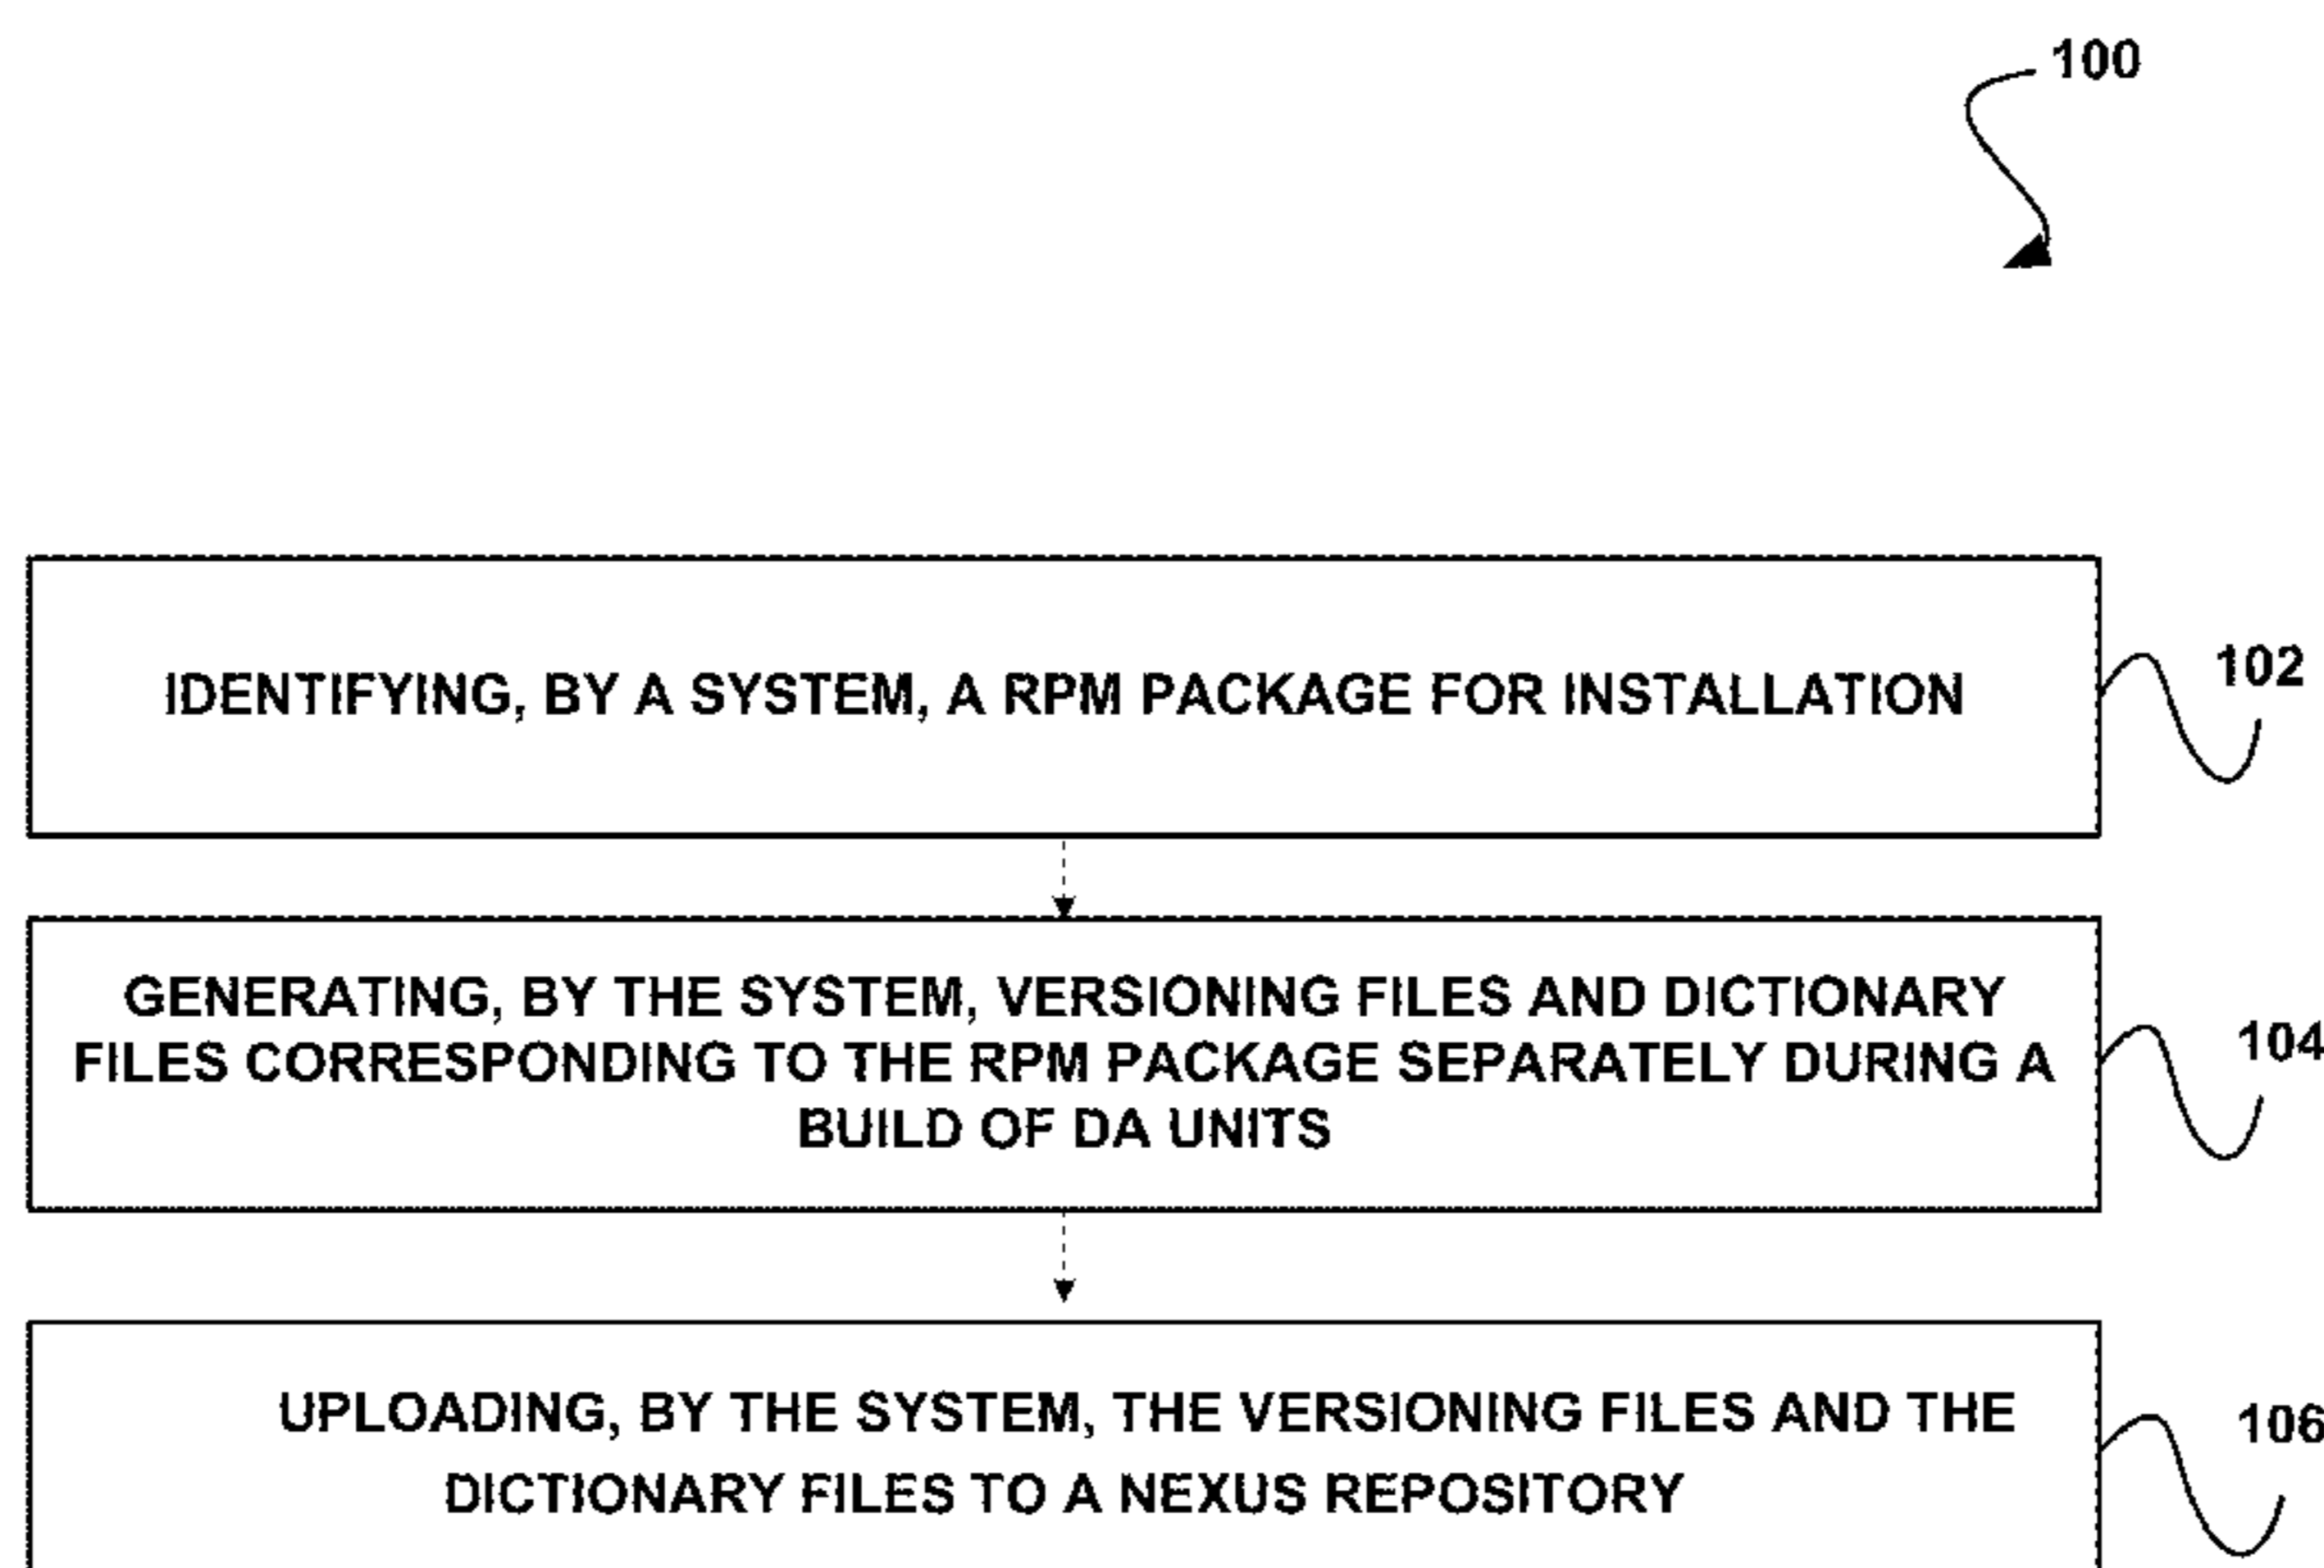 100
IDENTIFYING, BY A SYSTEM, A RPM PACKAGE FOR INSTALLATION
102
GENERATING, BY THE SYSTEM, VERSIONING FILES AND DICTIONARY
FILES CORRESPONDING TO THE RPM PACKAGE SEPARATELY DURING A
BUILD OF DA UNITS
104
UPLOADING, BY THE SYSTEM, THE VERSIONING FILES AND THE
DICTIONARY FILES TO A NEXUS REPOSITORY
106